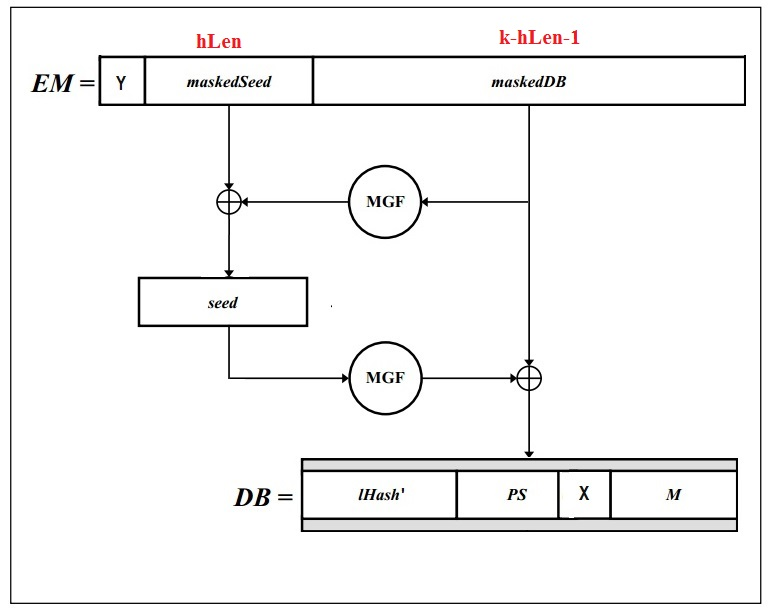 hLen k-hLen-1
EM = Y maskedSeed maskedDB
MGF
seed
MGF
DB = lHash' PS X M